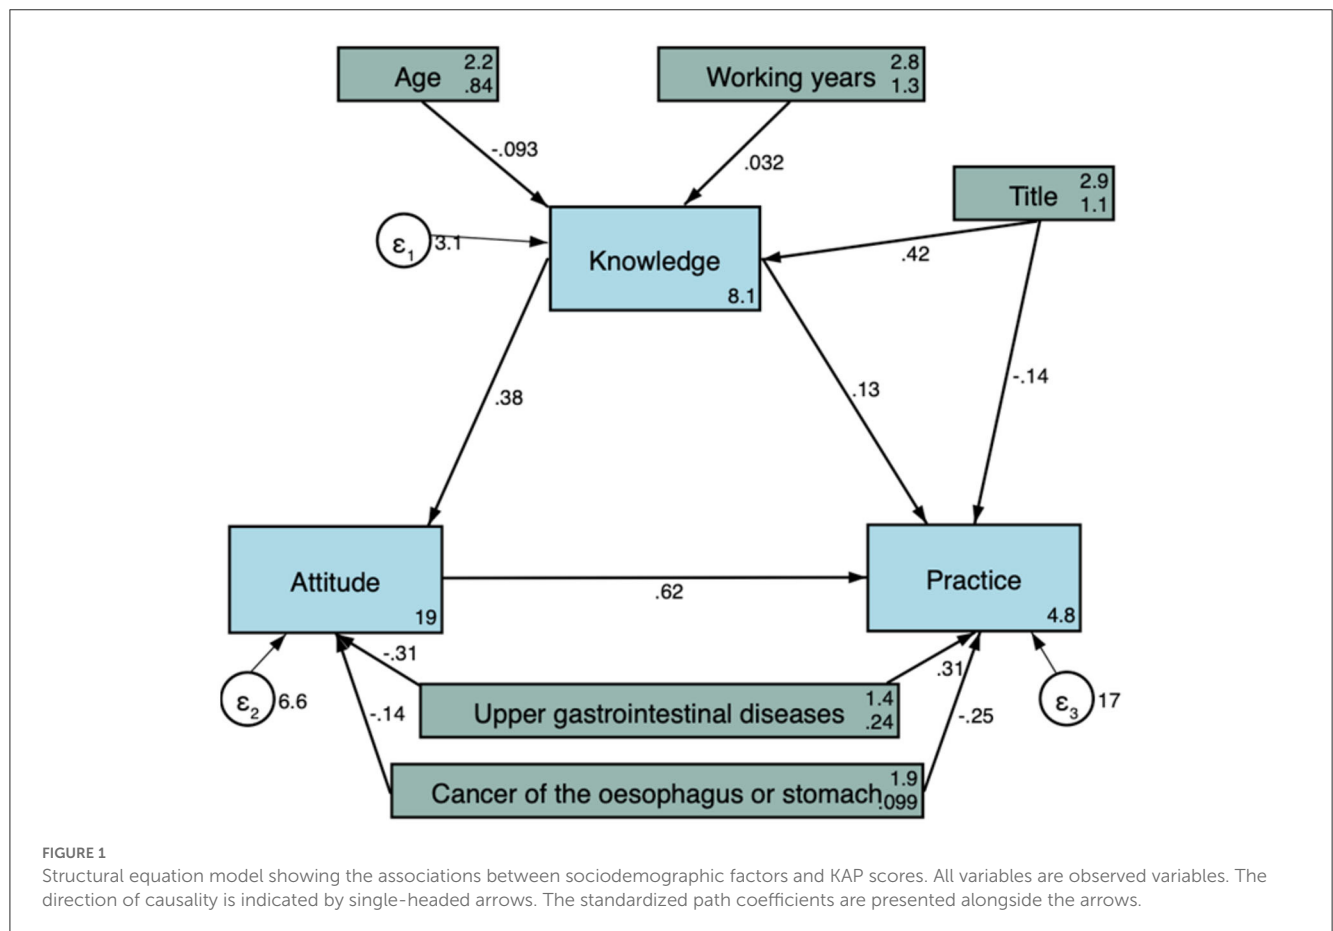 Age 2.2
.84
Working years 2.8
1.3
-.093
.032
Title 2.9
1.1
ε1 3.1
Knowledge
8.1
.42
.38
.13
-.14
Attitude
19
.62
Practice
4.8
-.31
.31
ε2 6.6
-.14
Upper gastrointestinal diseases 1.4
.24
-.25
ε3 17
Cancer of the oesophagus or stomach 1.9
.099
FIGURE 1
Structural equation model showing the associations between sociodemographic factors and KAP scores. All variables are observed variables. The
direction of causality is indicated by single-headed arrows. The standardized path coefficients are presented alongside the arrows.